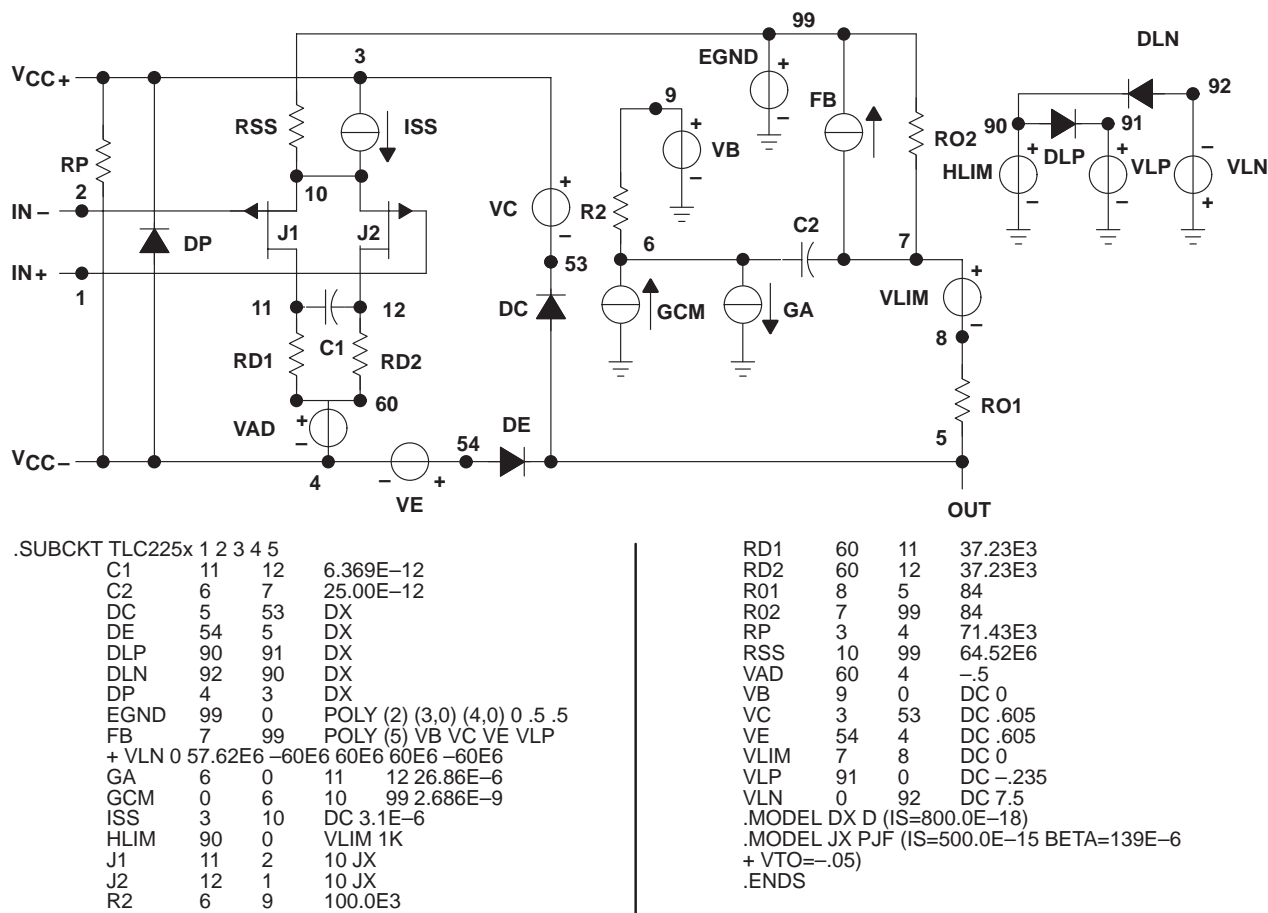 99
DLN
VCC+
3
EGND
+
−
FB
9
92
RSS
ISS
VB
+
−
RO2
90
91
HLIM
+
−
DLP
VLP
+
−
VLN
−
+
RP
2
IN−
10
J1
J2
DP
VC
+
−
R2
C2
6
7
IN+
1
53
GCM
GA
VLIM
+
−
11
12
DC
C1
8
RD1
RD2
RO1
60
VAD
+
−
DE
5
54
VCC−
4
−
+
VE
OUT
.SUBCKT TLC225x 1 2 3 4 5
C1 11 12 6.369E−12
C2 6 7 25.00E−12
DC 5 53 DX
DE 54 5 DX
DLP 90 91 DX
DLN 92 90 DX
DP 4 3 DX
EGND 99 0 POLY (2) (3,0) (4,0) 0 .5 .5
FB 7 99 POLY (5) VB VC VE VLP
+ VLN 0 57.62E6 −60E6 60E6 60E6 −60E6
GA 6 0 11 12 26.86E−6
GCM 0 6 10 99 2.686E−9
ISS 3 10 DC 3.1E−6
HLIM 90 0 VLIM 1K
J1 11 2 10 JX
J2 12 1 10 JX
R2 6 9 100.0E3
RD1 60 11 37.23E3
RD2 60 12 37.23E3
R01 8 5 84
R02 7 99 84
RP 3 4 71.43E3
RSS 10 99 64.52E6
VAD 60 4 −.5
VB 9 0 DC 0
VC 3 53 DC .605
VE 54 4 DC .605
VLIM 7 8 DC 0
VLP 91 0 DC −.235
VLN 0 92 DC 7.5
.MODEL DX D (IS=800.0E−18)
.MODEL JX PJF (IS=500.0E−15 BETA=139E−6
+ VTO=−.05)
.ENDS